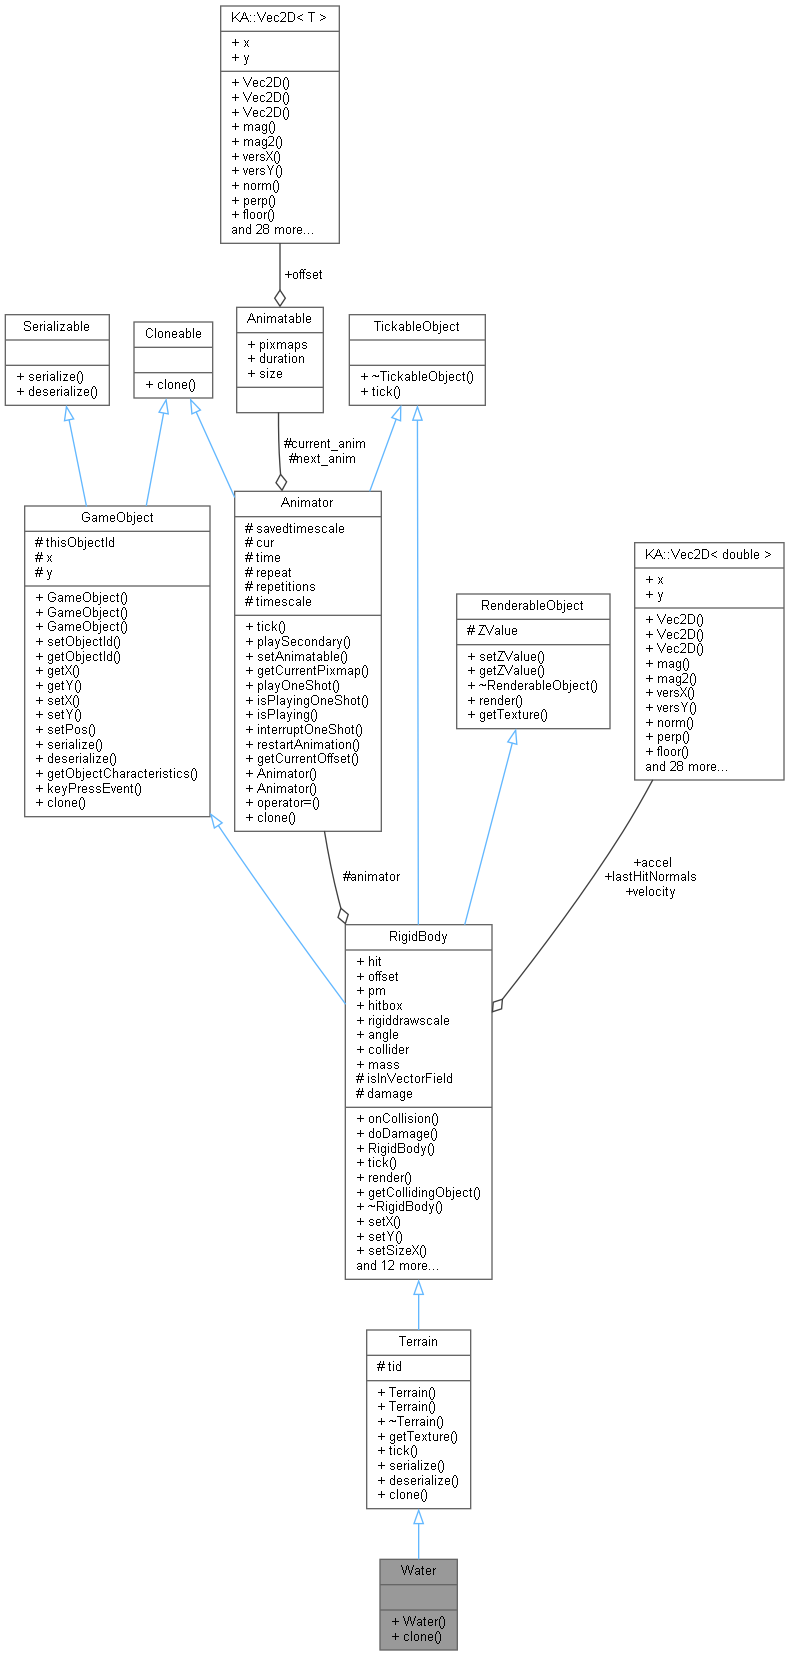 KA::Vec2D< T >
+ x
+ y
+ Vec2D()
+ Vec2D()
+ Vec2D()
+ mag()
+ mag2()
+ versX()
+ versY()
+ norm()
+ perp()
+ floor()
and 28 more...
+offset
Serializable
+ serialize()
+ deserialize()
Cloneable
+ clone()
Animatable
+ pixmaps
+ duration
+ size
TickableObject
+ ~TickableObject()
+ tick()
#current_anim
#next_anim
GameObject
# thisObjectId
# x
# y
+ GameObject()
+ GameObject()
+ GameObject()
+ setObjectId()
+ getObjectId()
+ getX()
+ getY()
+ setX()
+ setY()
+ setPos()
+ serialize()
+ deserialize()
+ getObjectCharacteristics()
+ keyPressEvent()
+ clone()
Animator
# savedtimescale
# cur
# time
# repeat
# repetitions
# timescale
+ tick()
+ playSecondary()
+ setAnimatable()
+ getCurrentPixmap()
+ playOneShot()
+ isPlayingOneShot()
+ isPlaying()
+ interruptOneShot()
+ restartAnimation()
+ getCurrentOffset()
+ Animator()
+ Animator()
+ operator=()
+ clone()
RenderableObject
# ZValue
+ setZValue()
+ getZValue()
+ ~RenderableObject()
+ render()
+ getTexture()
KA::Vec2D< double >
+ x
+ y
+ Vec2D()
+ Vec2D()
+ Vec2D()
+ mag()
+ mag2()
+ versX()
+ versY()
+ norm()
+ perp()
+ floor()
and 28 more...
#animator
+accel
+lastHitNormals
+velocity
RigidBody
+ hit
+ offset
+ pm
+ hitbox
+ rigiddrawscale
+ angle
+ collider
+ mass
# isInVectorField
# damage
+ onCollision()
+ doDamage()
+ RigidBody()
+ tick()
+ render()
+ getCollidingObject()
+ ~RigidBody()
+ setX()
+ setY()
+ setSizeX()
and 12 more...
Terrain
# tid
+ Terrain()
+ Terrain()
+ ~Terrain()
+ getTexture()
+ tick()
+ serialize()
+ deserialize()
+ clone()
Water
+ Water()
+ clone()